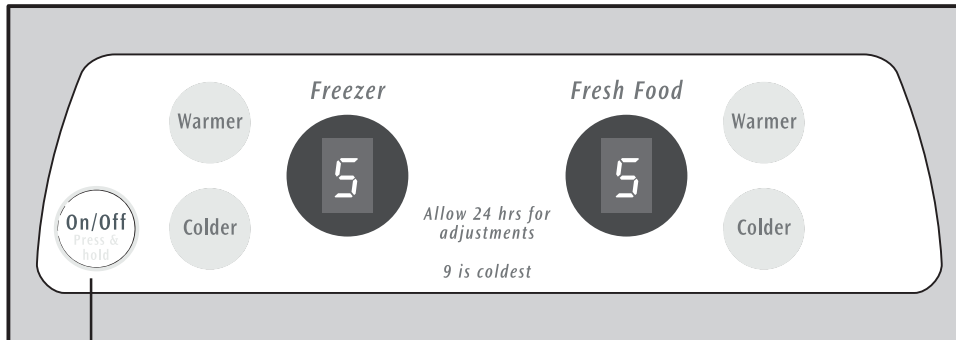 Freezer
Fresh Food
Warmer
Warmer
5
5
On/Off
Press &
hold
Colder
Allow 24 hrs for
adjustments
Colder
9 is coldest